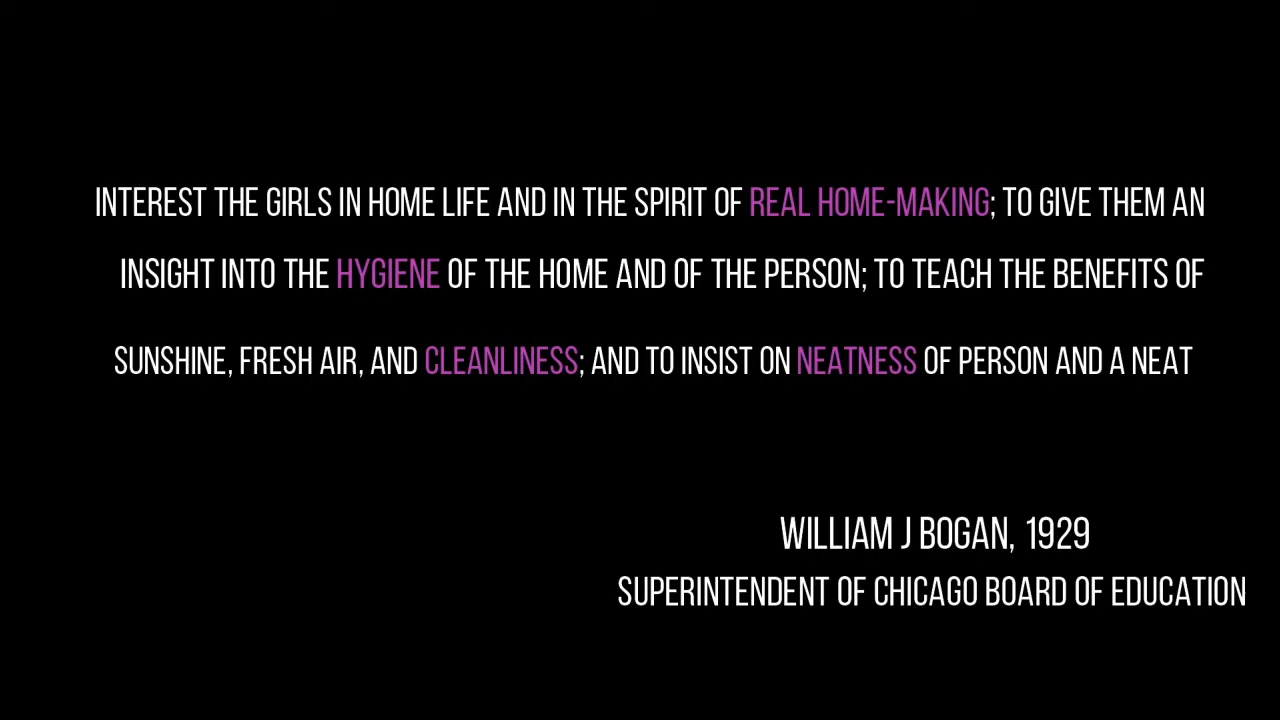 INTEREST THE GIRLS IN HOME LIFE AND IN THE SPIRIT OF REAL HOME-MAKING; TO GIVE THEM AN
INSIGHT INTO THE HYGIENE OF THE HOME AND OF THE PERSON; TO TEACH THE BENEFITS OF
SUNSHINE, FRESH AIR, AND CLEANLINESS; AND TO INSIST ON NEATNESS OF PERSON AND A NEAT
WILLIAM J BOGAN, 1929
SUPERINTENDENT OF CHICAGO BOARD OF EDUCATION